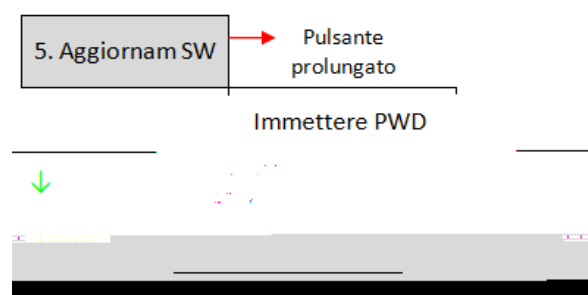 5. Aggiornam SW
Pulsante
prolungato
Immettere PWD